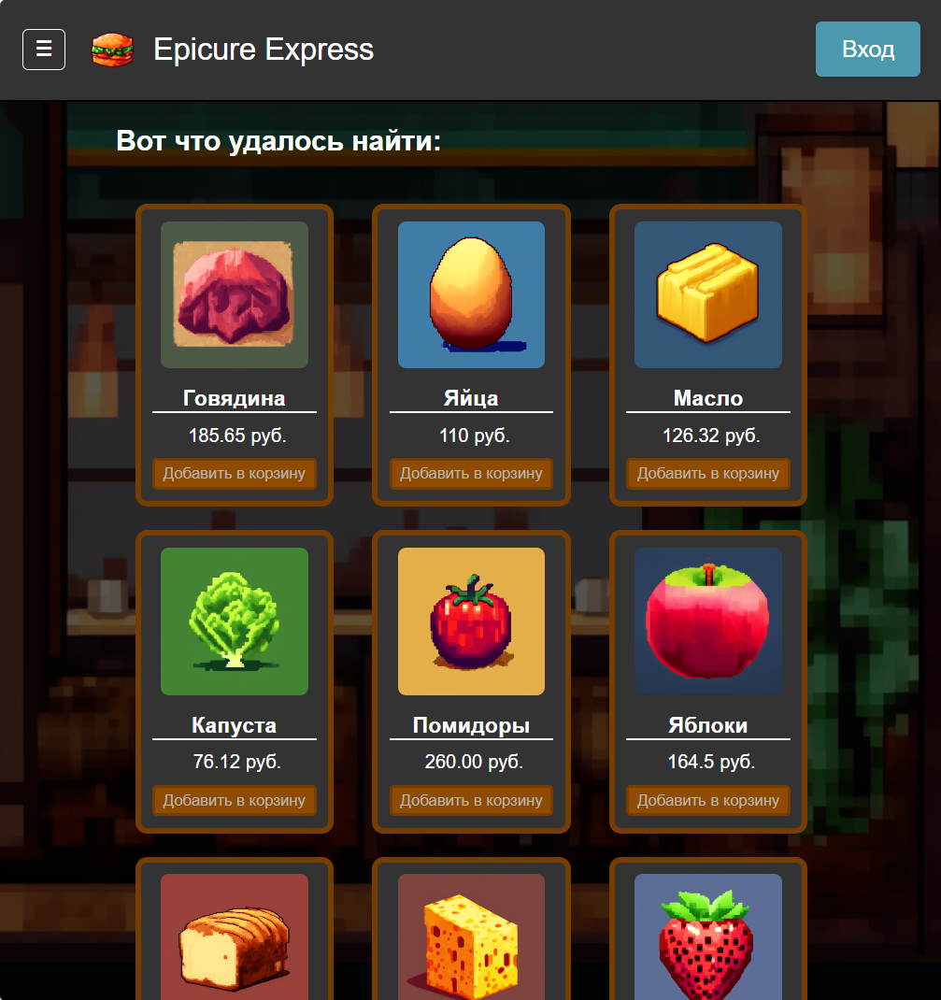 Epicure Express
Вход
Вот что удалось найти:
Говядина
185.65 руб.
Добавить в корзину
Яйца
110 руб.
Добавить в корзину
Масло
126.32 руб.
Добавить в корзину
Капуста
76.12 руб.
Добавить в корзину
Помидоры
260.00 руб.
Добавить в корзину
Яблоки
164.5 руб.
Добавить в корзину